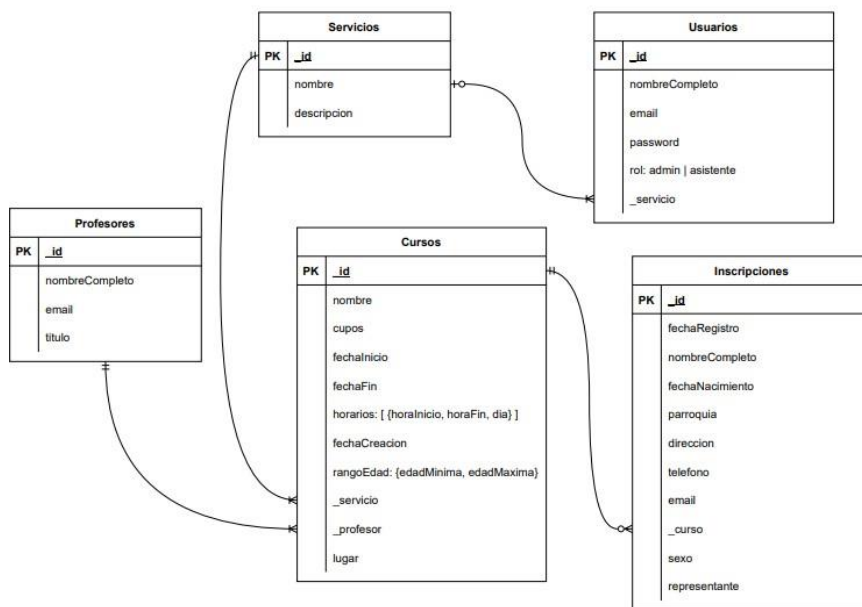 Servicios
PK _id
nombre
descripcion
Usuarios
PK _id
nombreCompleto
email
password
rol: admin | asistente
_servicio
Profesores
PK _id
nombreCompleto
email
titulo
Cursos
PK _id
nombre
cupos
fechaInicio
fechaFin
horarios: [ {horaInicio, horaFin, dia} ]
fechaCreacion
rangoEdad: {edadMinima, edadMaxima}
_servicio
_profesor
lugar
Inscripciones
PK _id
fechaRegistro
nombreCompleto
fechaNacimiento
parroquia
direccion
telefono
email
_curso
sexo
representante